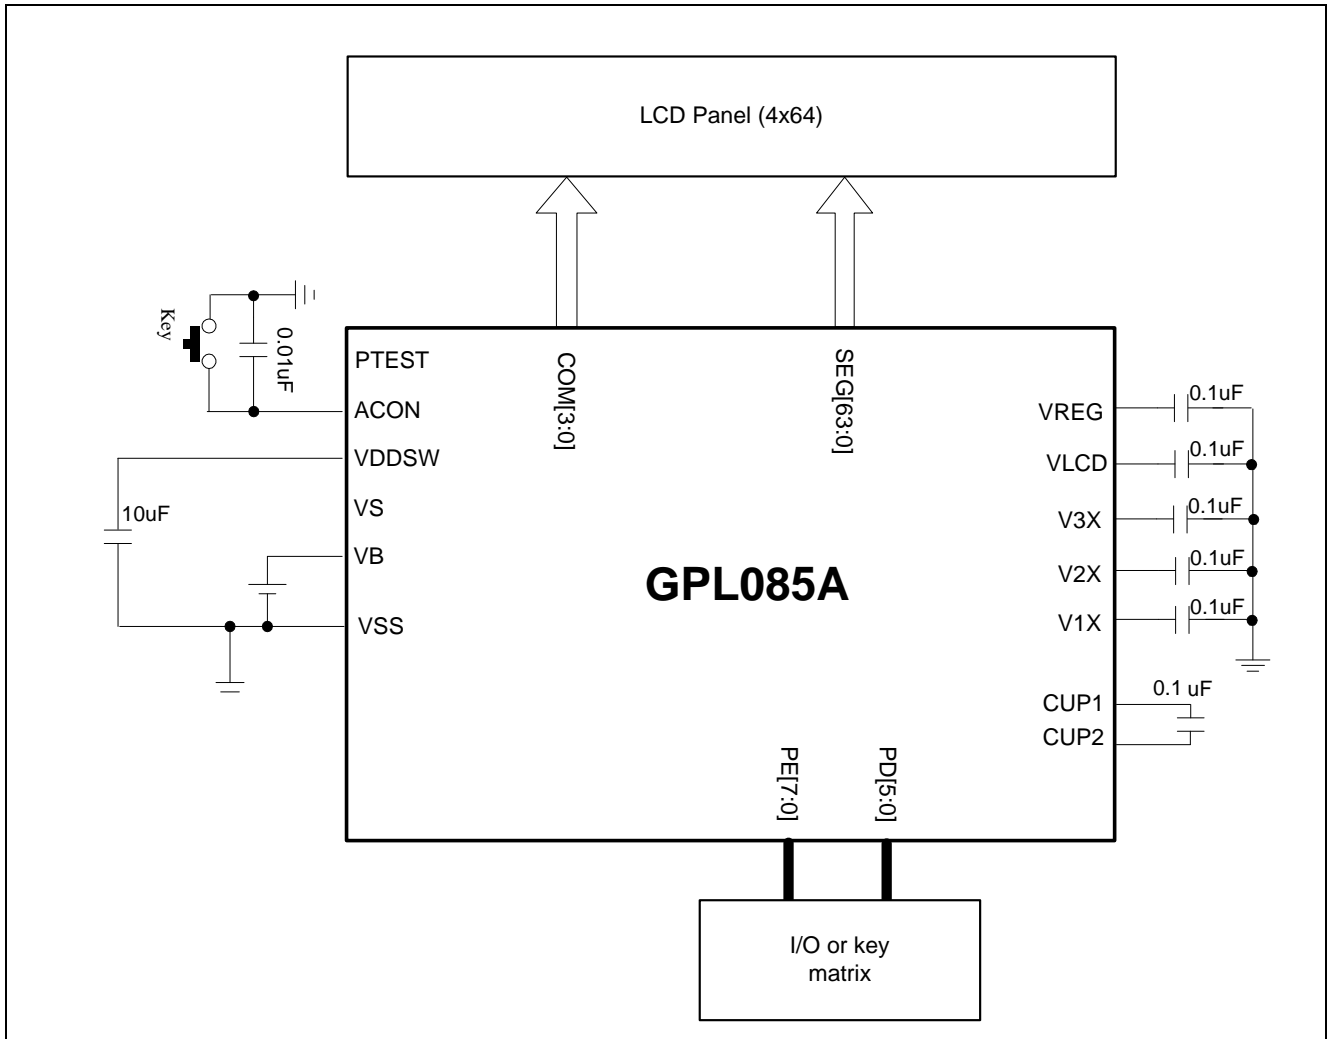 LCD Panel (4x64)
Key
0.01uF
PTEST
ACON
VDDSW
VS
VB
VSS
10uF
COM[3:0]
SEG[63:0]
GPL085A
VREG
VLCD
V3X
V2X
V1X
CUP1
CUP2
0.1uF
0.1uF
0.1uF
0.1uF
0.1uF
0.1 uF
PE[7:0]
PD[5:0]
I/O or key
matrix